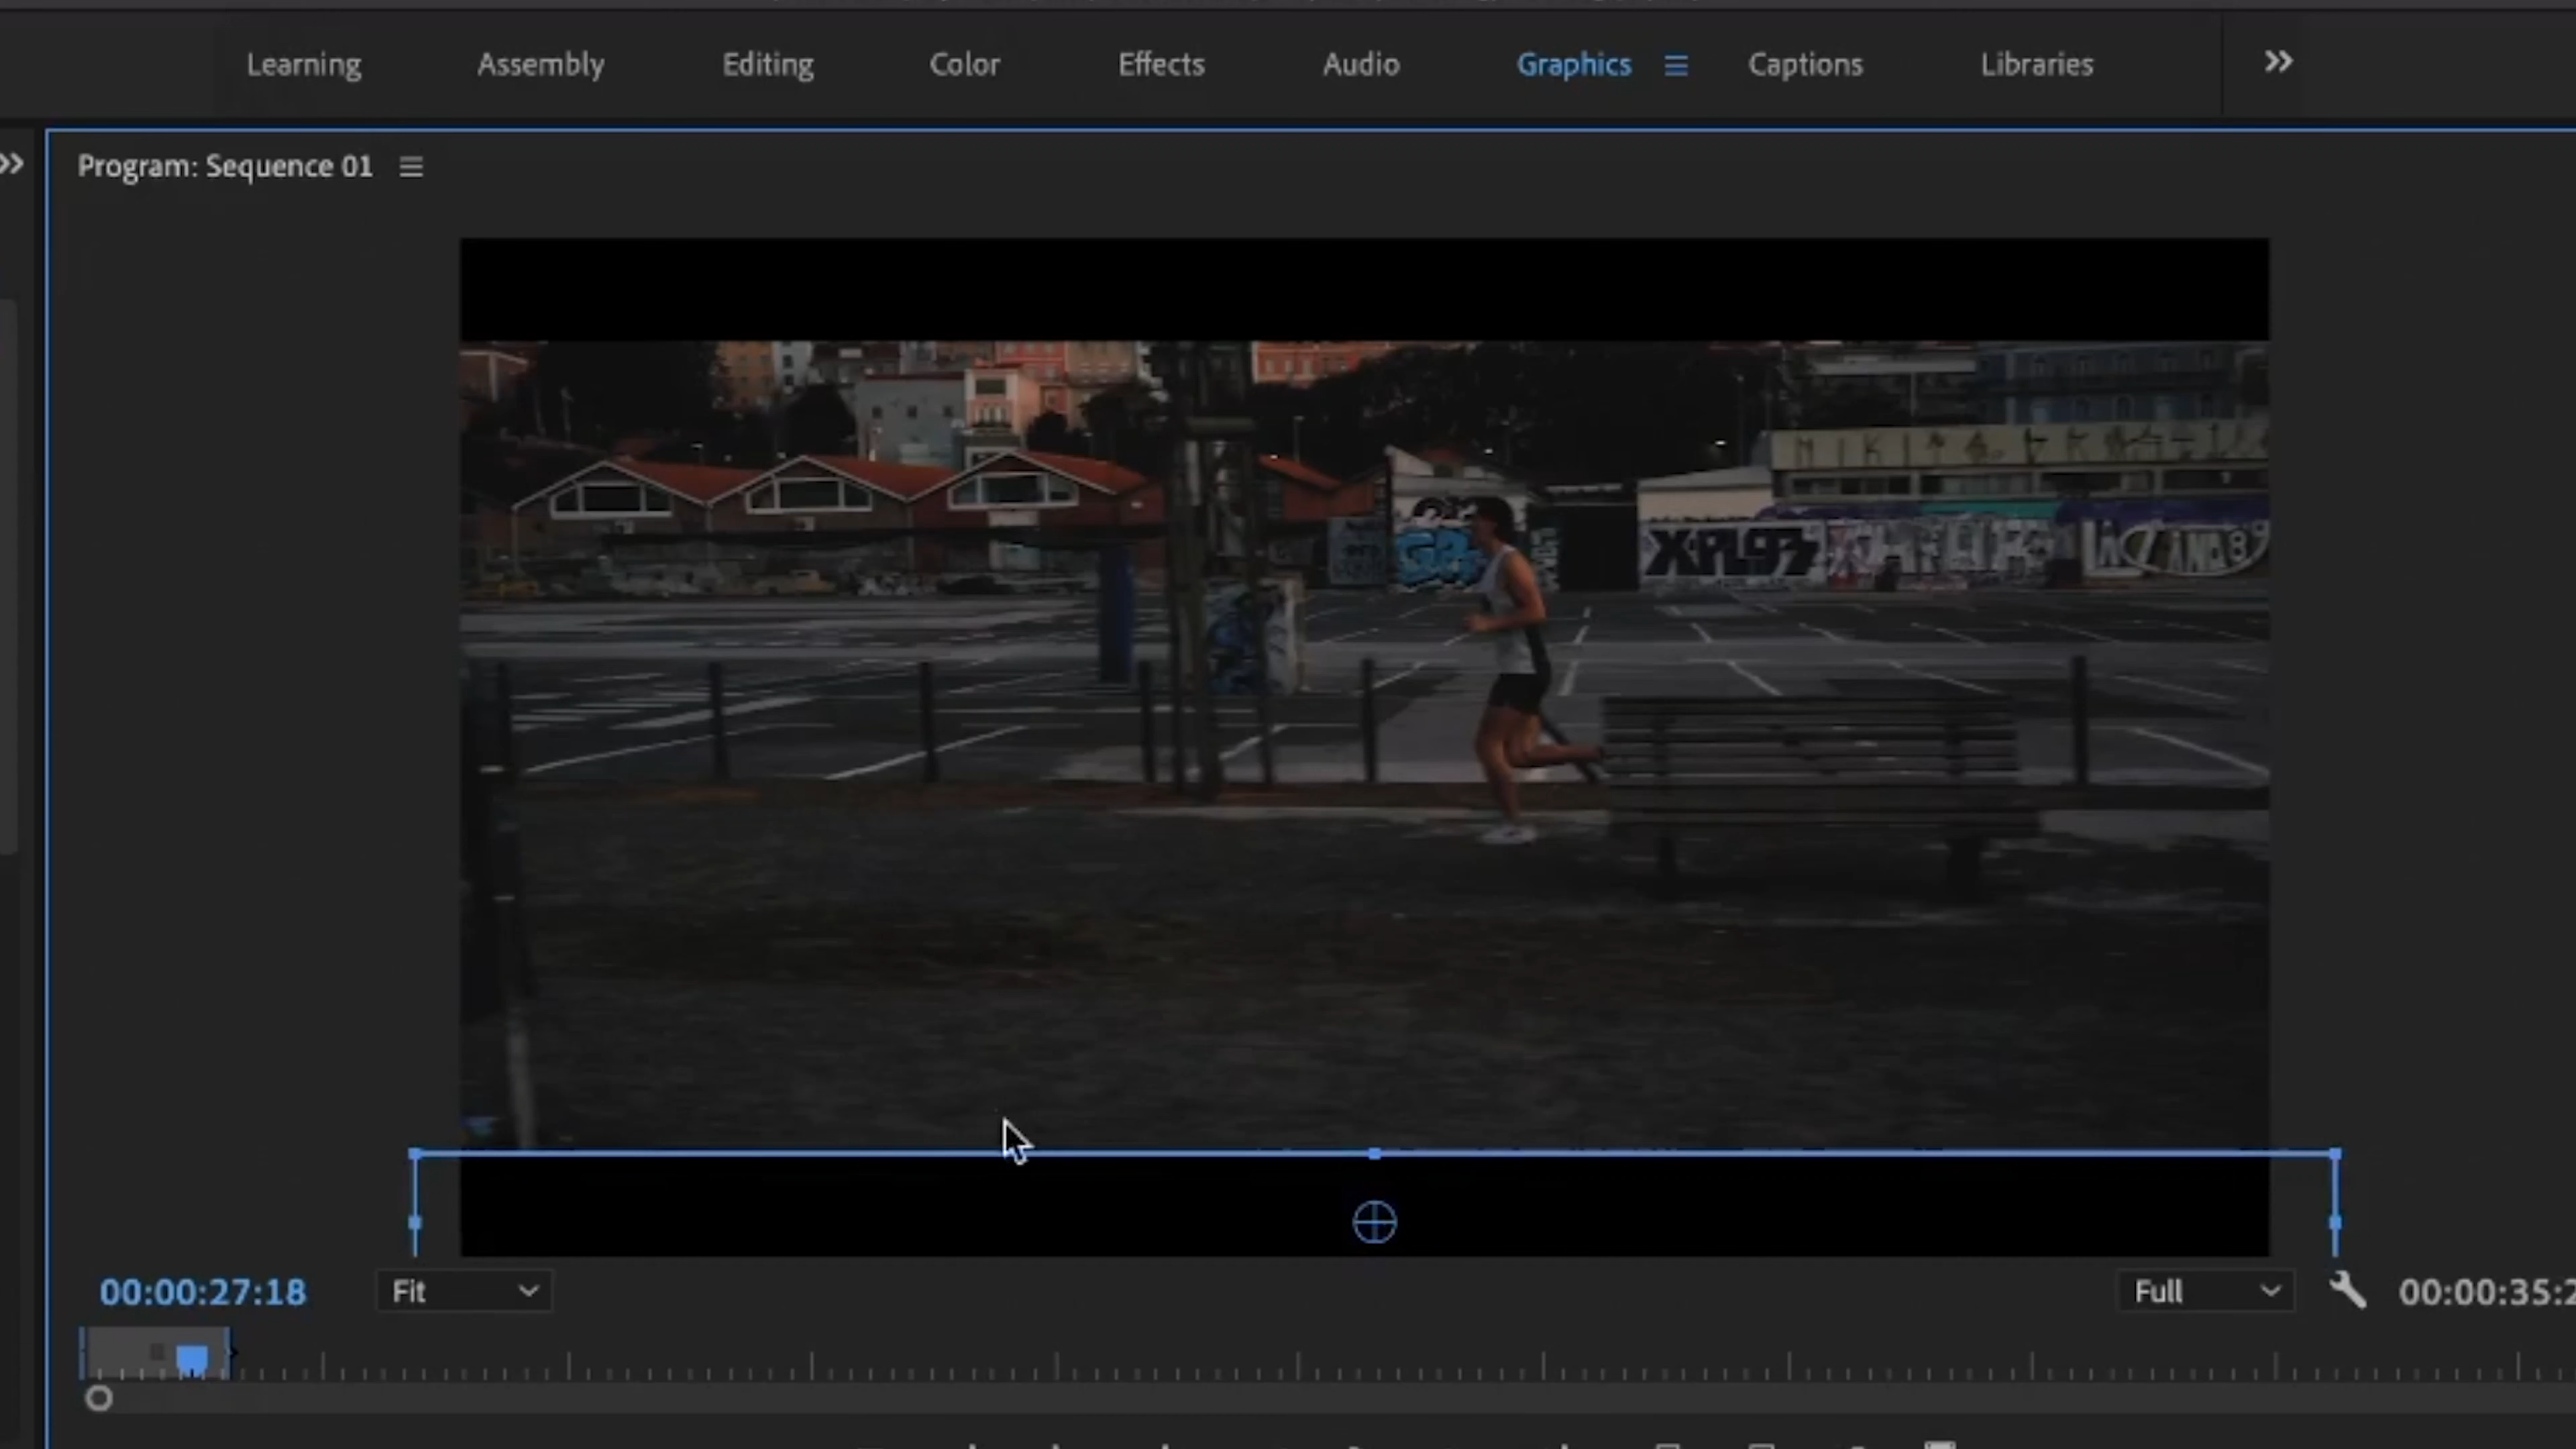 Learning Assembly Editing Color Effects Audio Graphics Captions Libraries
Program: Sequence 01
XPL97
00:00:27:18 Fit Full 00:00:35:2